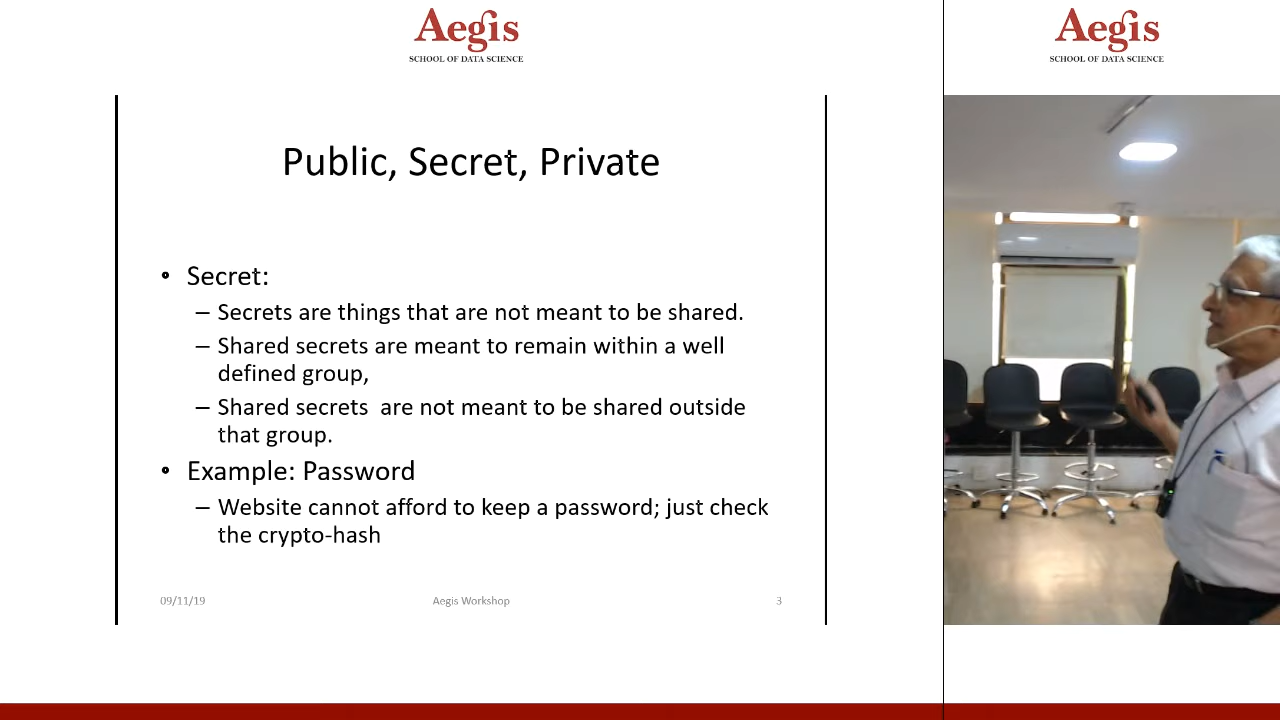 Aegis
SCHOOL OF DATA SCIENCE
Aegis
SCHOOL OF DATA SCIENCE
Public, Secret, Private
• Secret:
– Secrets are things that are not meant to be shared.
– Shared secrets are meant to remain within a well
defined group,
– Shared secrets  are not meant to be shared outside
that group.
• Example: Password
– Website cannot afford to keep a password; just check
the crypto-hash
09/11/19
Aegis Workshop
3